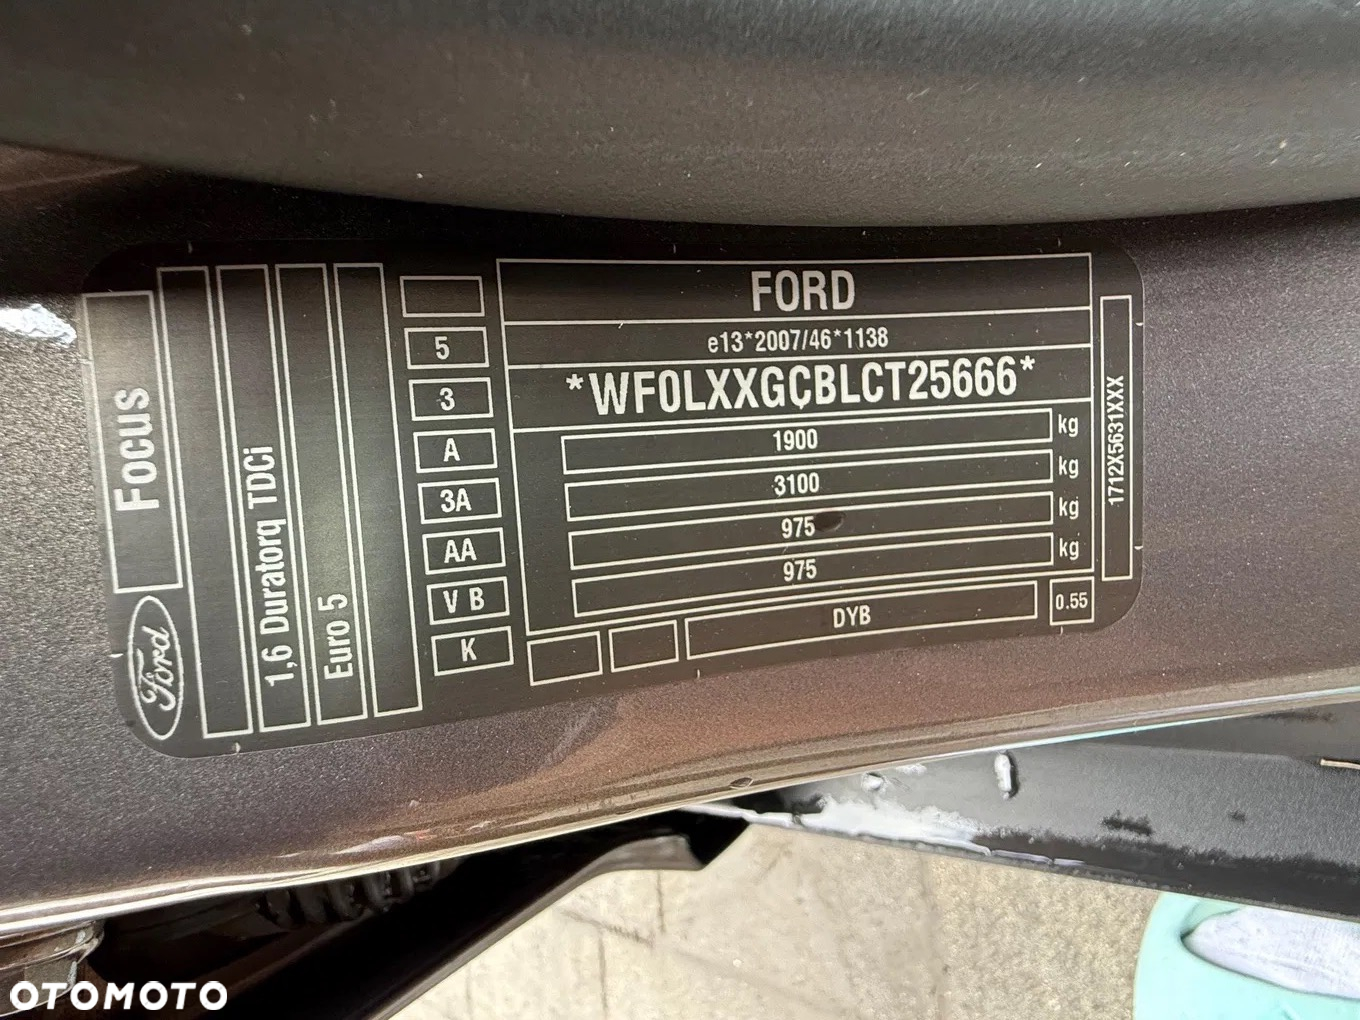 Focus
Ford
1,6 Duratorq TDCi
Euro 5
5
3
A
3A
AA
V B
K
FORD
e13*2007/46*1138
*WF0LXXGCBLCT25666*
1900 kg
3100 kg
975 kg
975 kg
DYB
0.55
1712X5631XXX
OTOMOTO